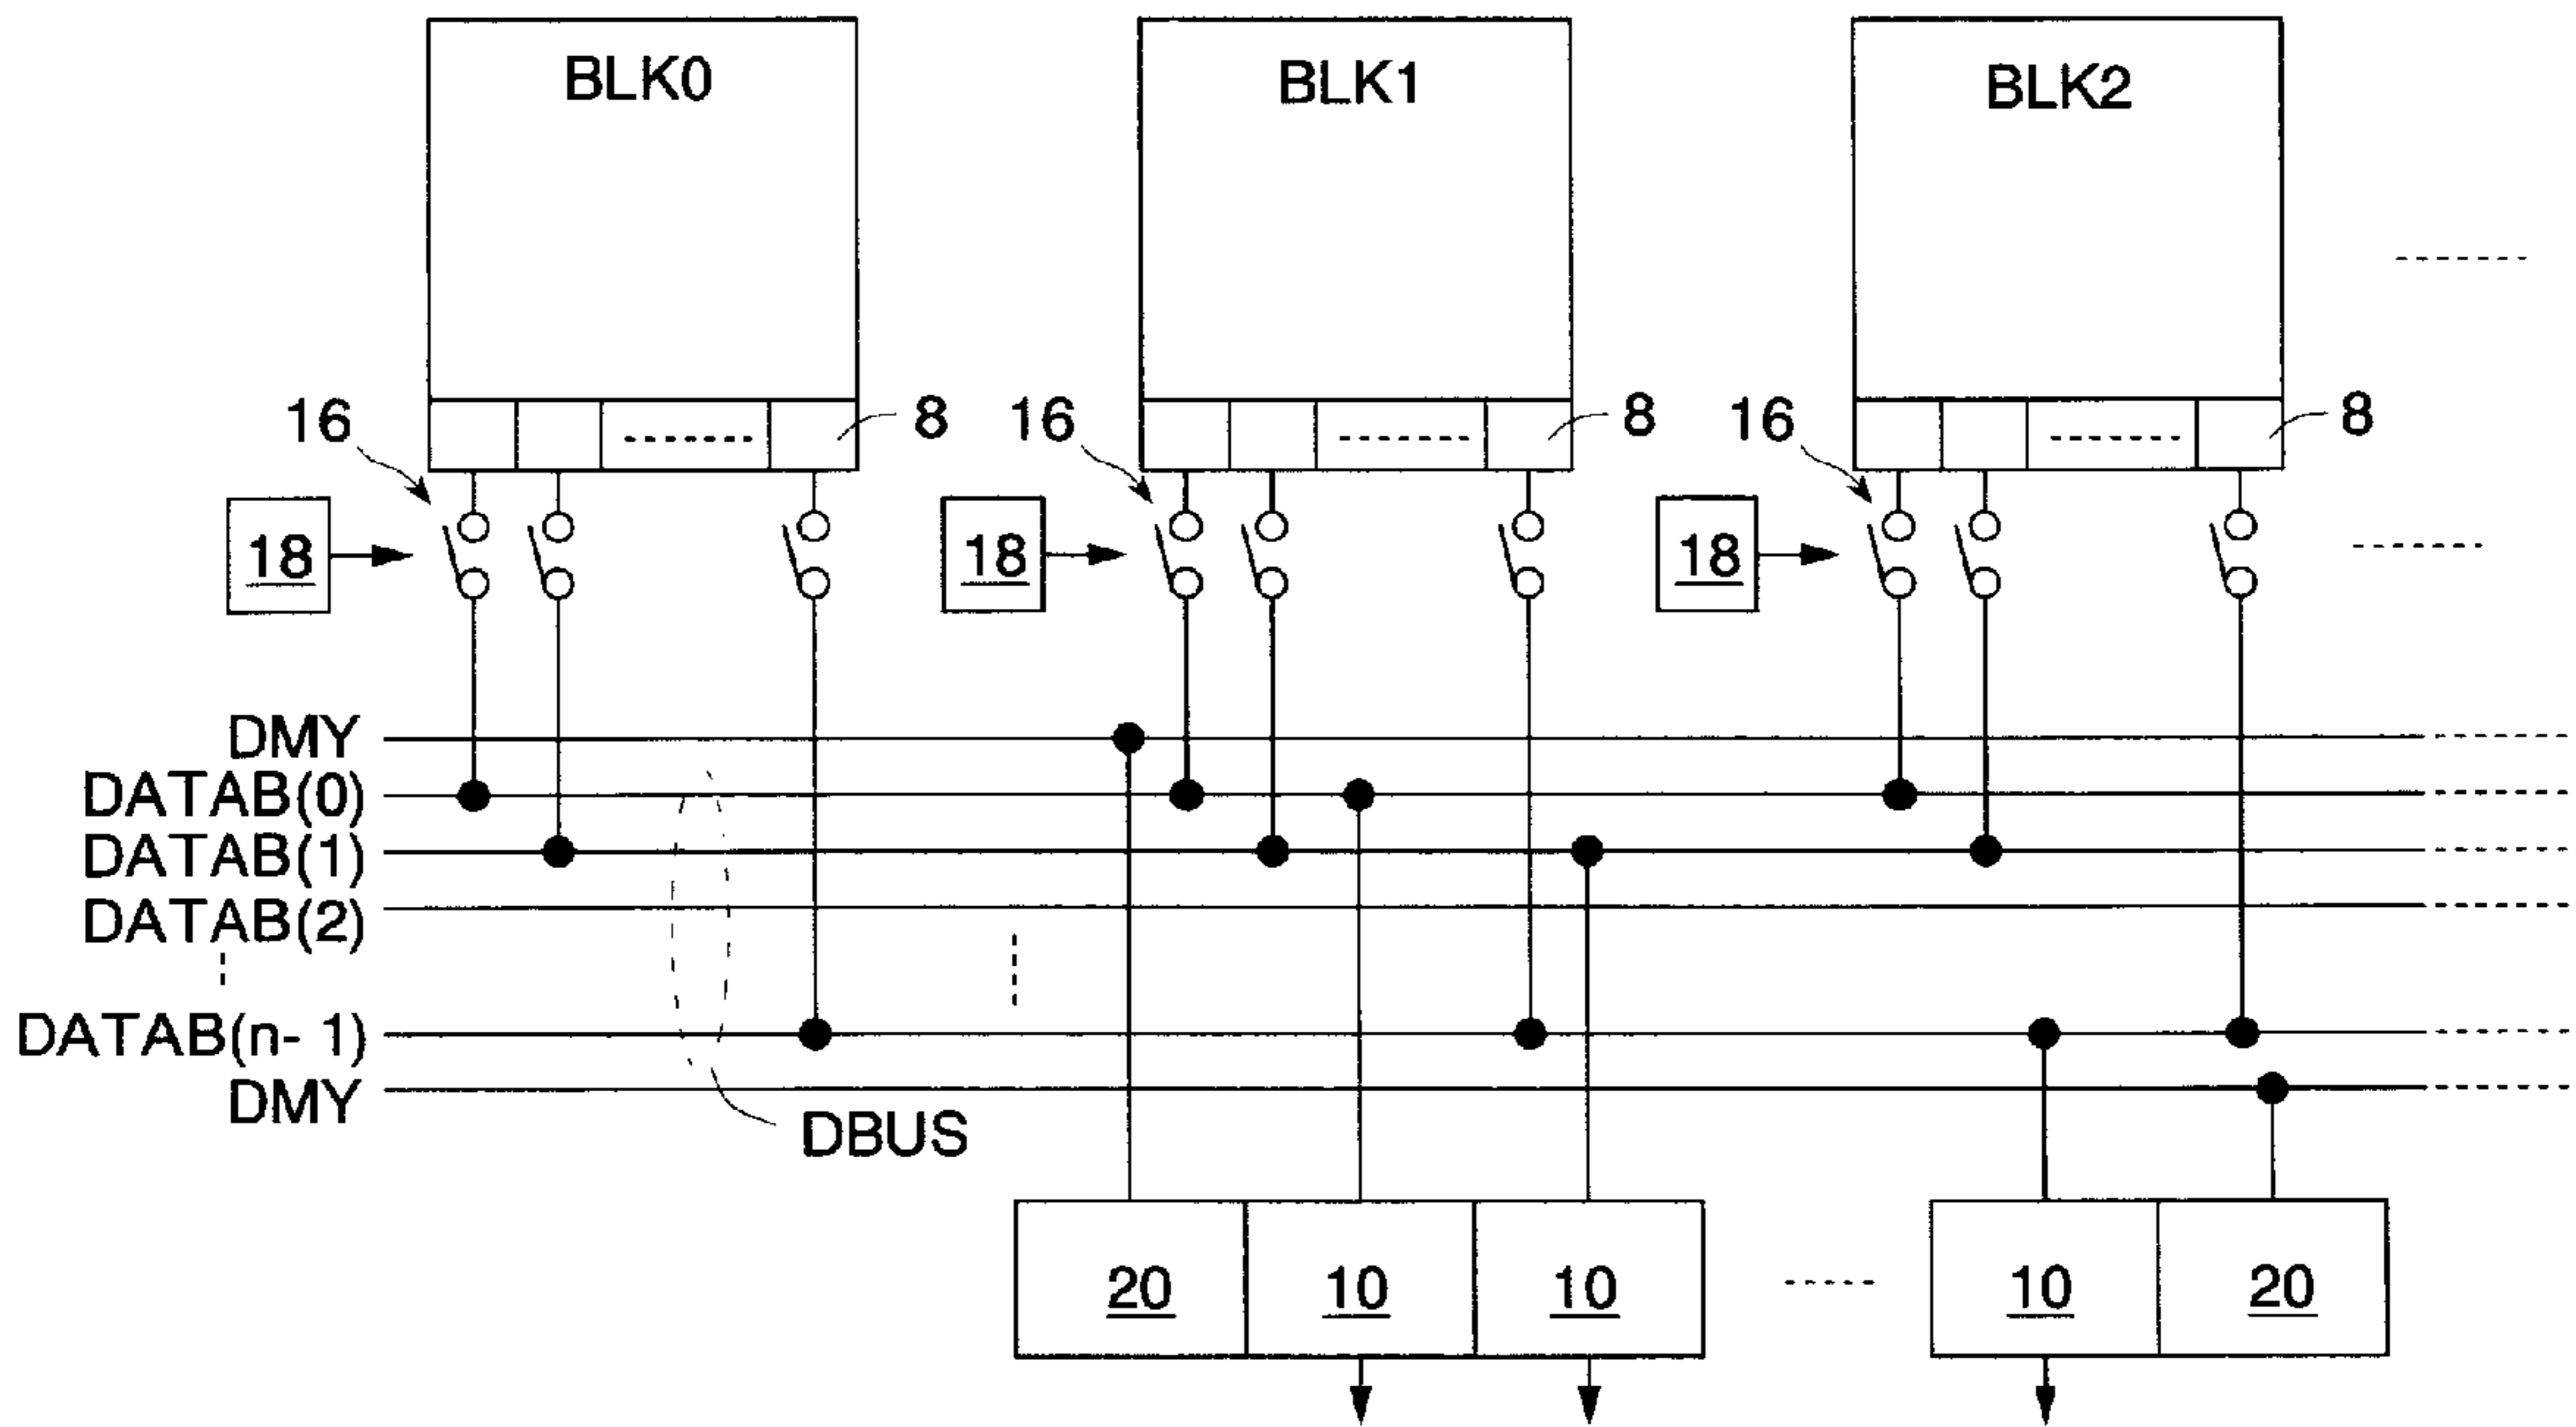 BLK0 BLK1 BLK2
16 8 16 8 16 8
18 18 18
DMY
DATAB(0)
DATAB(1)
DATAB(2)
DATAB(n- 1)
DMY
DBUS
20 10 10 10 20